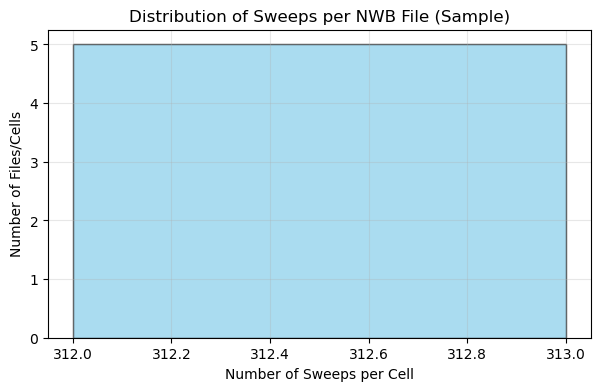 Distribution of Sweeps per NWB File (Sample)
Number of Files/Cells
5
4
3
2
1
0
312.0 312.2 312.4 312.6 312.8 313.0
Number of Sweeps per Cell